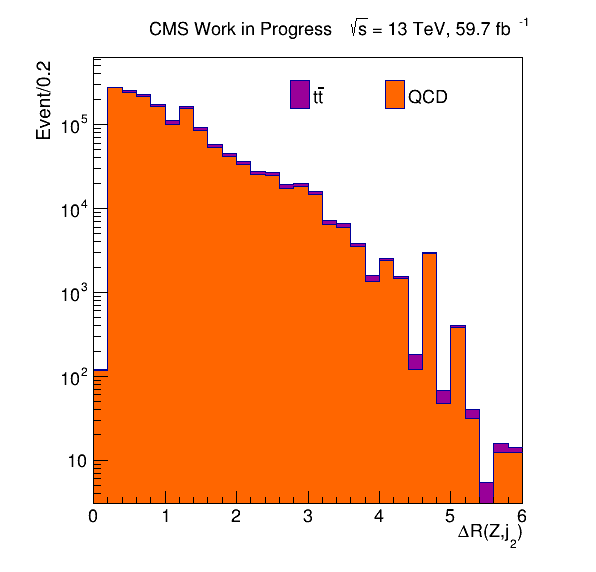 CMS Work in Progress √s = 13 TeV, 59.7 fb⁻¹
Event/0.2
tt̄
QCD
10⁵
10⁴
10³
10²
10
0 1 2 3 4 5 6
ΔR(Z,j₂)